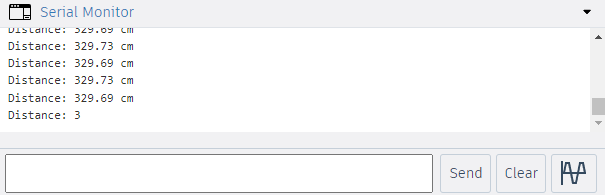 Serial Monitor
Distance: 329.69 cm
Distance: 329.73 cm
Distance: 329.69 cm
Distance: 329.73 cm
Distance: 329.69 cm
Distance: 3
Send
Clear